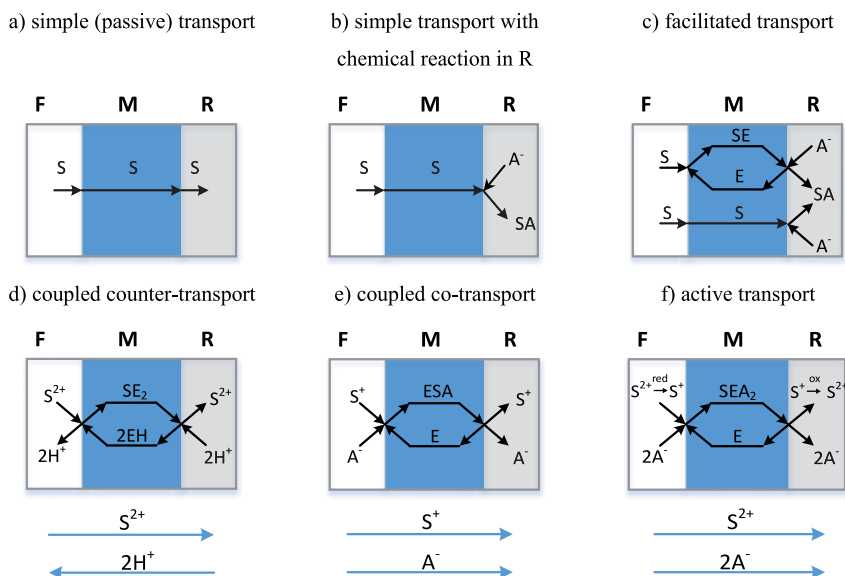 a) simple (passive) transport
b) simple transport with
chemical reaction in R
c) facilitated transport
F M R
S S S
F M R
S S A⁻
SA
F M R
SE
S A⁻
E
SA
S S
A⁻
d) coupled counter-transport
e) coupled co-transport
f) active transport
F M R
S²⁺ SE₂ S²⁺
2EH
2H⁺ 2H⁺
S²⁺
2H⁺
F M R
S⁺ ESA S⁺
E
A⁻ A⁻
S⁺
A⁻
F M R
red ox
S²⁺→S⁺ SEA₂ S⁺→S²⁺
E
2A⁻ 2A⁻
S²⁺
2A⁻